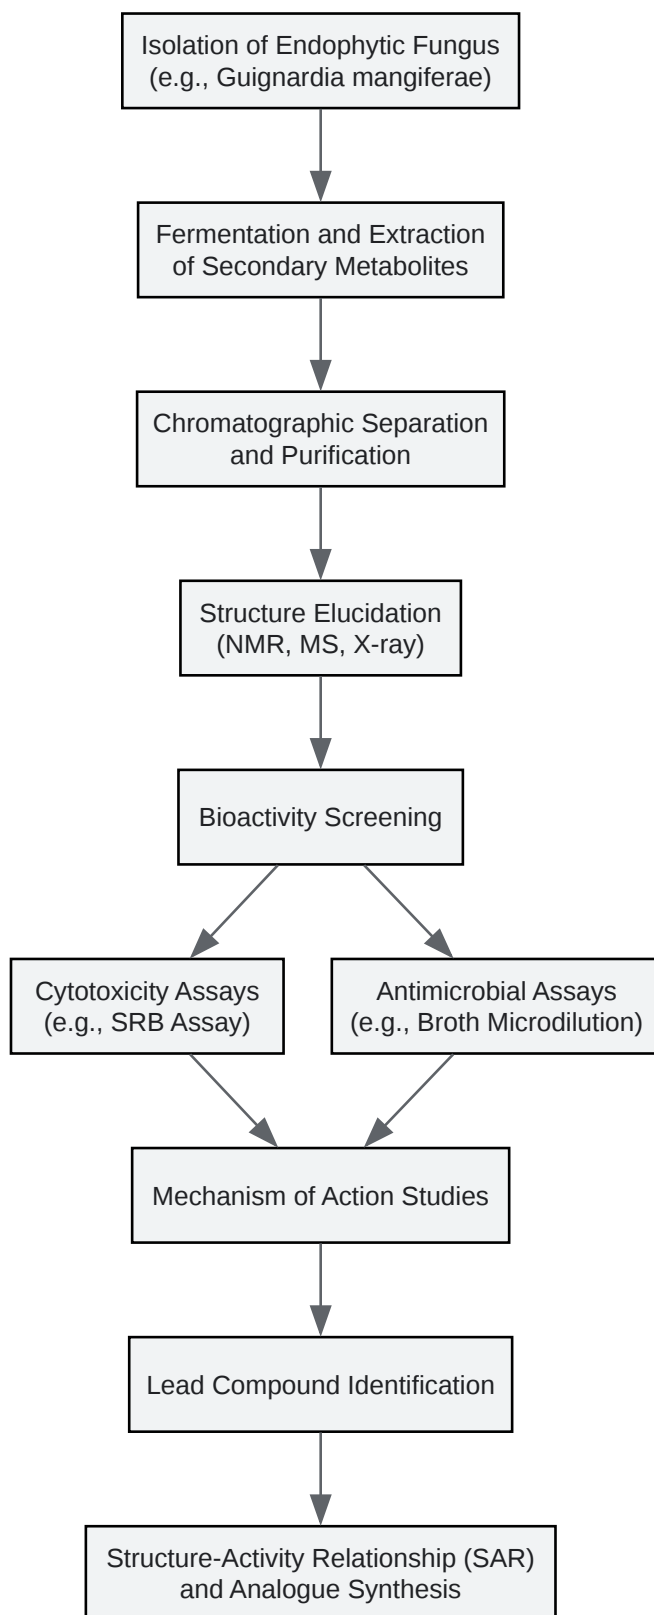 Isolation of Endophytic Fungus
(e.g., Guignardia mangiferae)
Fermentation and Extraction
of Secondary Metabolites
Chromatographic Separation
and Purification
Structure Elucidation
(NMR, MS, X-ray)
Bioactivity Screening
Cytotoxicity Assays
(e.g., SRB Assay)
Antimicrobial Assays
(e.g., Broth Microdilution)
Mechanism of Action Studies
Lead Compound Identification
Structure-Activity Relationship (SAR)
and Analogue Synthesis